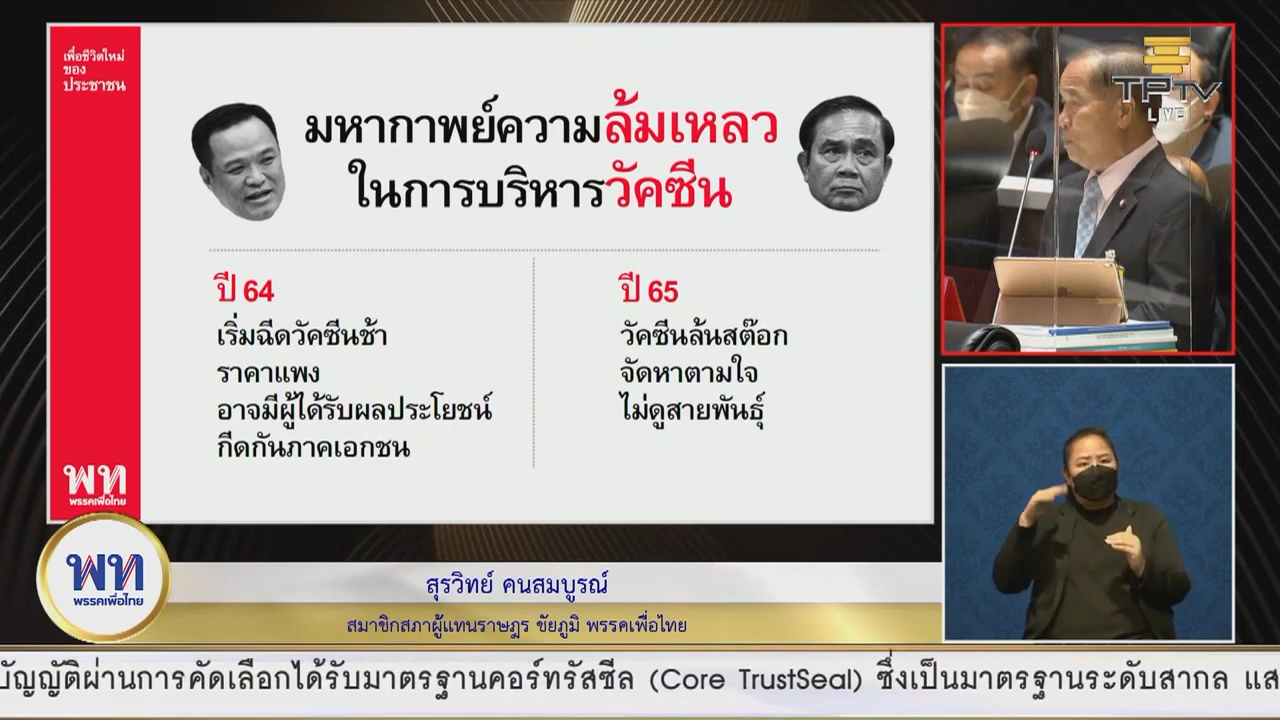 เพื่อชีวิตใหม่
ของ
ประชาชน
มหากาพย์ความล้มเหลว
ในการบริหารวัคซีน
ปี 64
เริ่มฉีดวัคซีนช้า
ราคาแพง
อาจมีผู้ได้รับผลประโยชน์
กีดกันภาคเอกชน
ปี 65
วัคซีนล้นสต๊อก
จัดหาตามใจ
ไม่ดูสายพันธุ์
พท
พรรคเพื่อไทย
TPTV
LIVE
พท
พรรคเพื่อไทย
สุรวิทย์ คนสมบูรณ์
สมาชิกสภาผู้แทนราษฎร ชัยภูมิ พรรคเพื่อไทย
บัญญัติผ่านการคัดเลือกได้รับมาตรฐานคอร์ทรัสซีล (Core TrustSeal) ซึ่งเป็นมาตรฐานระดับสากล แส